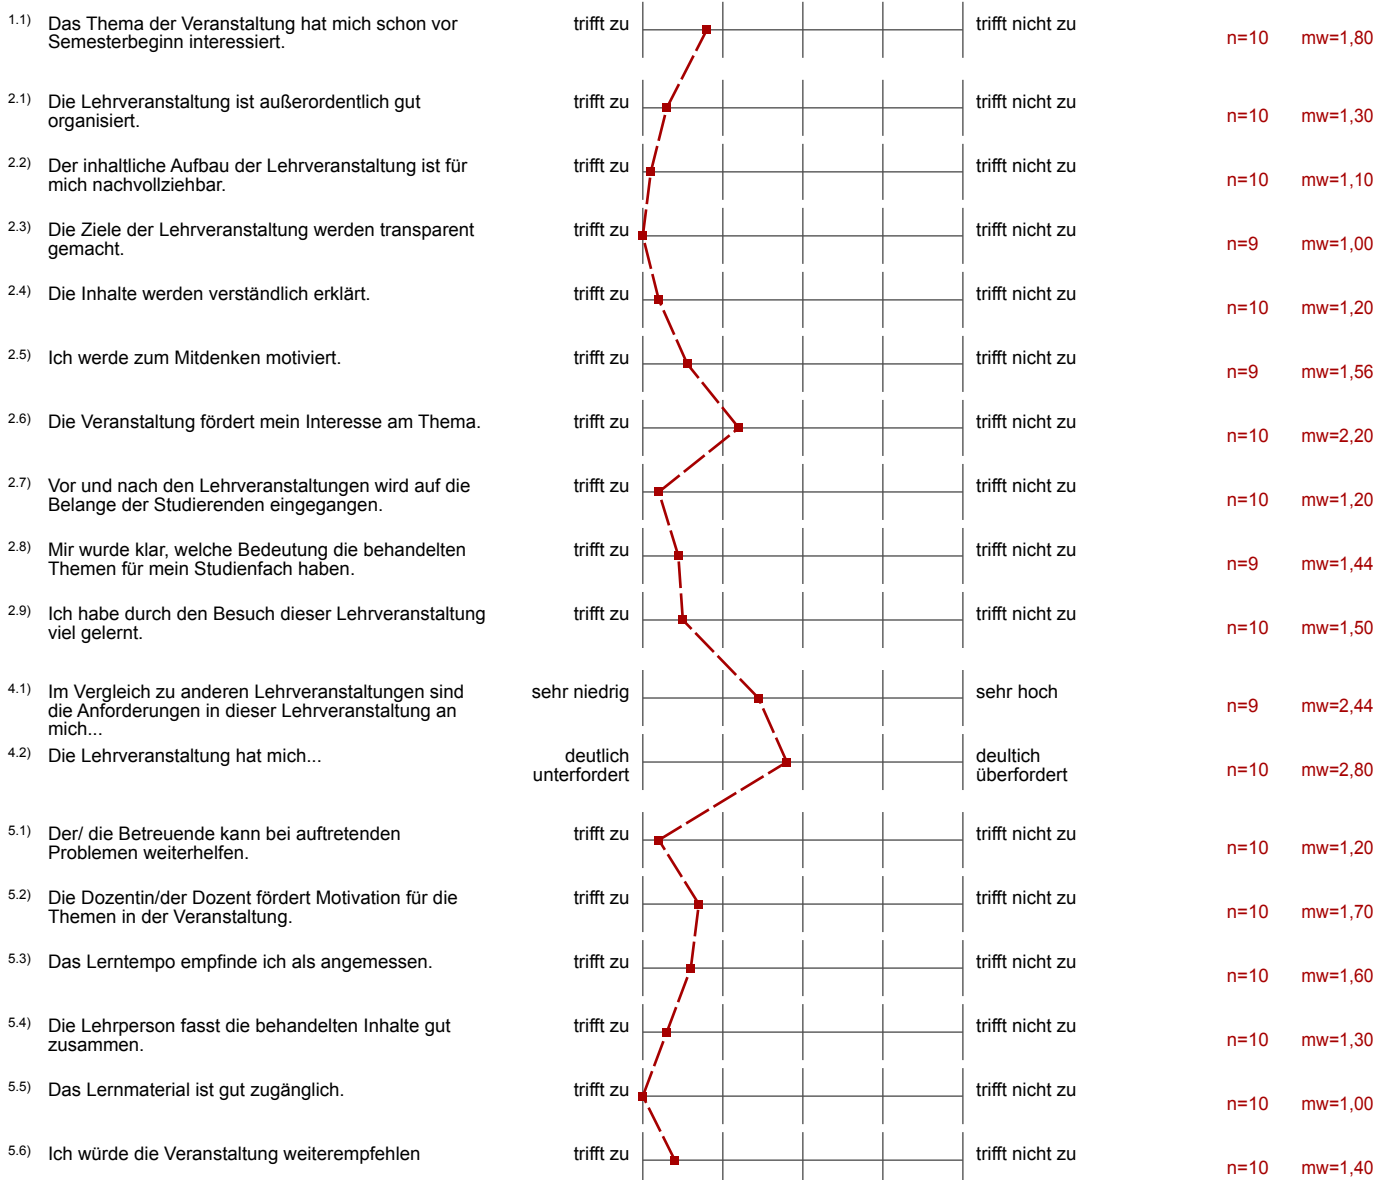 1.1) Das Thema der Veranstaltung hat mich schon vor trifft zu trifft nicht zu
Semesterbeginn interessiert. n=10 mw=1,80
2.1) Die Lehrveranstaltung ist außerordentlich gut trifft zu trifft nicht zu
organisiert. n=10 mw=1,30
2.2) Der inhaltliche Aufbau der Lehrveranstaltung ist für trifft zu trifft nicht zu
mich nachvollziehbar. n=10 mw=1,10
2.3) Die Ziele der Lehrveranstaltung werden transparent trifft zu trifft nicht zu
gemacht. n=9 mw=1,00
2.4) Die Inhalte werden verständlich erklärt. trifft zu trifft nicht zu
n=10 mw=1,20
2.5) Ich werde zum Mitdenken motiviert. trifft zu trifft nicht zu
n=9 mw=1,56
2.6) Die Veranstaltung fördert mein Interesse am Thema. trifft zu trifft nicht zu
n=10 mw=2,20
2.7) Vor und nach den Lehrveranstaltungen wird auf die trifft zu trifft nicht zu
Belange der Studierenden eingegangen. n=10 mw=1,20
2.8) Mir wurde klar, welche Bedeutung die behandelten trifft zu trifft nicht zu
Themen für mein Studienfach haben. n=9 mw=1,44
2.9) Ich habe durch den Besuch dieser Lehrveranstaltung trifft zu trifft nicht zu
viel gelernt. n=10 mw=1,50
4.1) Im Vergleich zu anderen Lehrveranstaltungen sind sehr niedrig sehr hoch
die Anforderungen in dieser Lehrveranstaltung an n=9 mw=2,44
mich...
4.2) Die Lehrveranstaltung hat mich... deutlich deultich
unterfordert überfordert n=10 mw=2,80
5.1) Der/ die Betreuende kann bei auftretenden trifft zu trifft nicht zu
Problemen weiterhelfen. n=10 mw=1,20
5.2) Die Dozentin/der Dozent fördert Motivation für die trifft zu trifft nicht zu
Themen in der Veranstaltung. n=10 mw=1,70
5.3) Das Lerntempo empfinde ich als angemessen. trifft zu trifft nicht zu
n=10 mw=1,60
5.4) Die Lehrperson fasst die behandelten Inhalte gut trifft zu trifft nicht zu
zusammen. n=10 mw=1,30
5.5) Das Lernmaterial ist gut zugänglich. trifft zu trifft nicht zu
n=10 mw=1,00
5.6) Ich würde die Veranstaltung weiterempfehlen trifft zu trifft nicht zu
n=10 mw=1,40